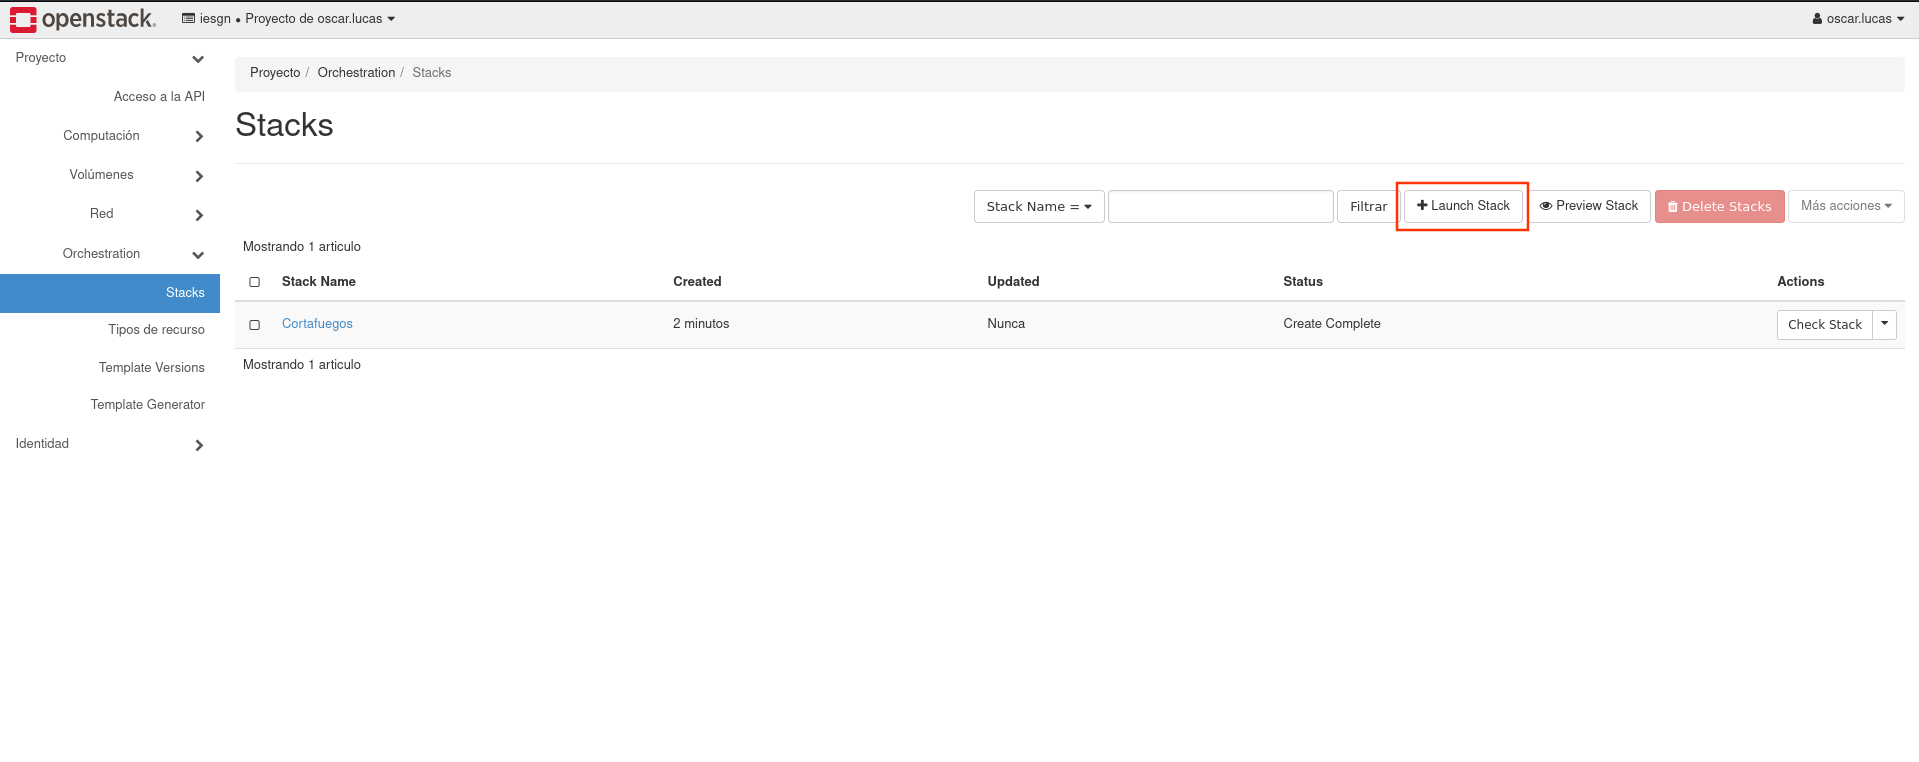 openstack. iesgn • Proyecto de oscar.lucas oscar.lucas
Proyecto
Acceso a la API
Computación
Volúmenes
Red
Orchestration
Stacks
Tipos de recurso
Template Versions
Template Generator
Identidad
Proyecto / Orchestration / Stacks
Stacks
Stack Name = Filtrar Launch Stack Preview Stack Delete Stacks Más acciones
Mostrando 1 articulo
Stack Name Created Updated Status Actions
Cortafuegos 2 minutos Nunca Create Complete Check Stack
Mostrando 1 articulo